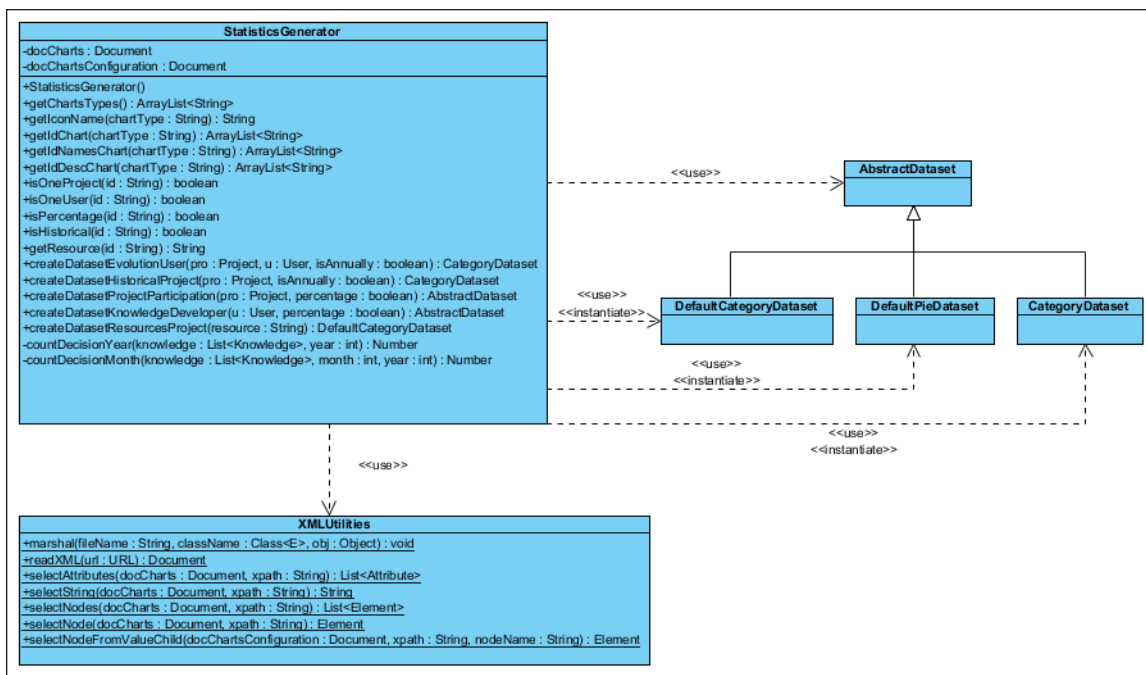 StatisticsGenerator
-docCharts : Document
-docChartsConfiguration : Document
+StatisticsGenerator()
+getChartsTypes() : ArrayList<String>
+getIconName(chartType : String) : String
+getIdChart(chartType : String) : ArrayList<String>
+getIdNamesChart(chartType : String) : ArrayList<String>
+getIdDescChart(chartType : String) : ArrayList<String>
+isOneProject(id : String) : boolean
+isOneUser(id : String) : boolean
+isPercentage(id : String) : boolean
+isHistorical(id : String) : boolean
+getResource(id : String) : String
+createDatasetEvolutionUser(pro : Project, u : User, isAnnually : boolean) : CategoryDataset
+createDatasetHistoricalProject(pro : Project, isAnnually : boolean) : CategoryDataset
+createDatasetProjectParticipation(pro : Project, percentage : boolean) : AbstractDataset
+createDatasetKnowledgeDeveloper(u : User, percentage : boolean) : AbstractDataset
+createDatasetResourcesProject(resource : String) : DefaultCategoryDataset
-countDecisionYear(knowledge : List<Knowledge>, year : int) : Number
-countDecisionMonth(knowledge : List<Knowledge>, month : int, year : int) : Number
<<use>>
AbstractDataset
<<use>>
<<instantiate>>
DefaultCategoryDataset
DefaultPieDataset
CategoryDataset
<<use>>
<<instantiate>>
<<use>>
<<instantiate>>
<<use>>
XMLUtilities
+marshal(fileName : String, className : Class<E>, obj : Object) : void
+readXML(url : URL) : Document
+selectAttributes(docCharts : Document, xpath : String) : List<Attribute>
+selectString(docCharts : Document, xpath : String) : String
+selectNodes(docCharts : Document, xpath : String) : List<Element>
+selectNode(docCharts : Document, xpath : String) : Element
+selectNodeFromValueChild(docChartsConfiguration : Document, xpath : String, nodeName : String) : Element